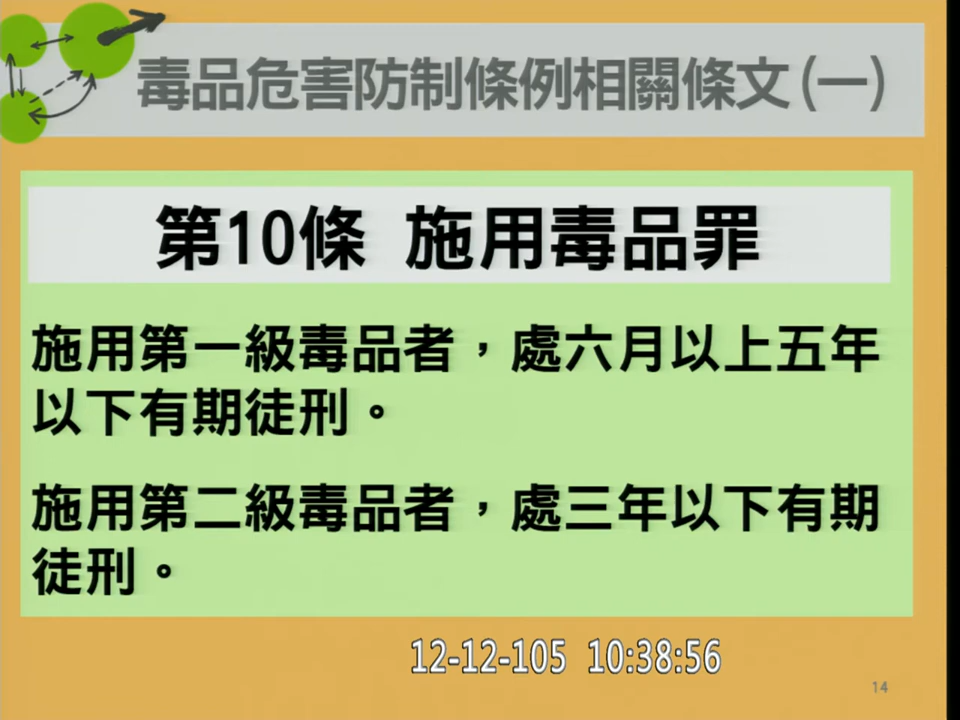 毒品危害防制條例相關條文(一)
第10條 施用毒品罪
施用第一級毒品者，處六月以上五年
以下有期徒刑。
施用第二級毒品者，處三年以下有期
徒刑。
12-12-105 10:38:56
14